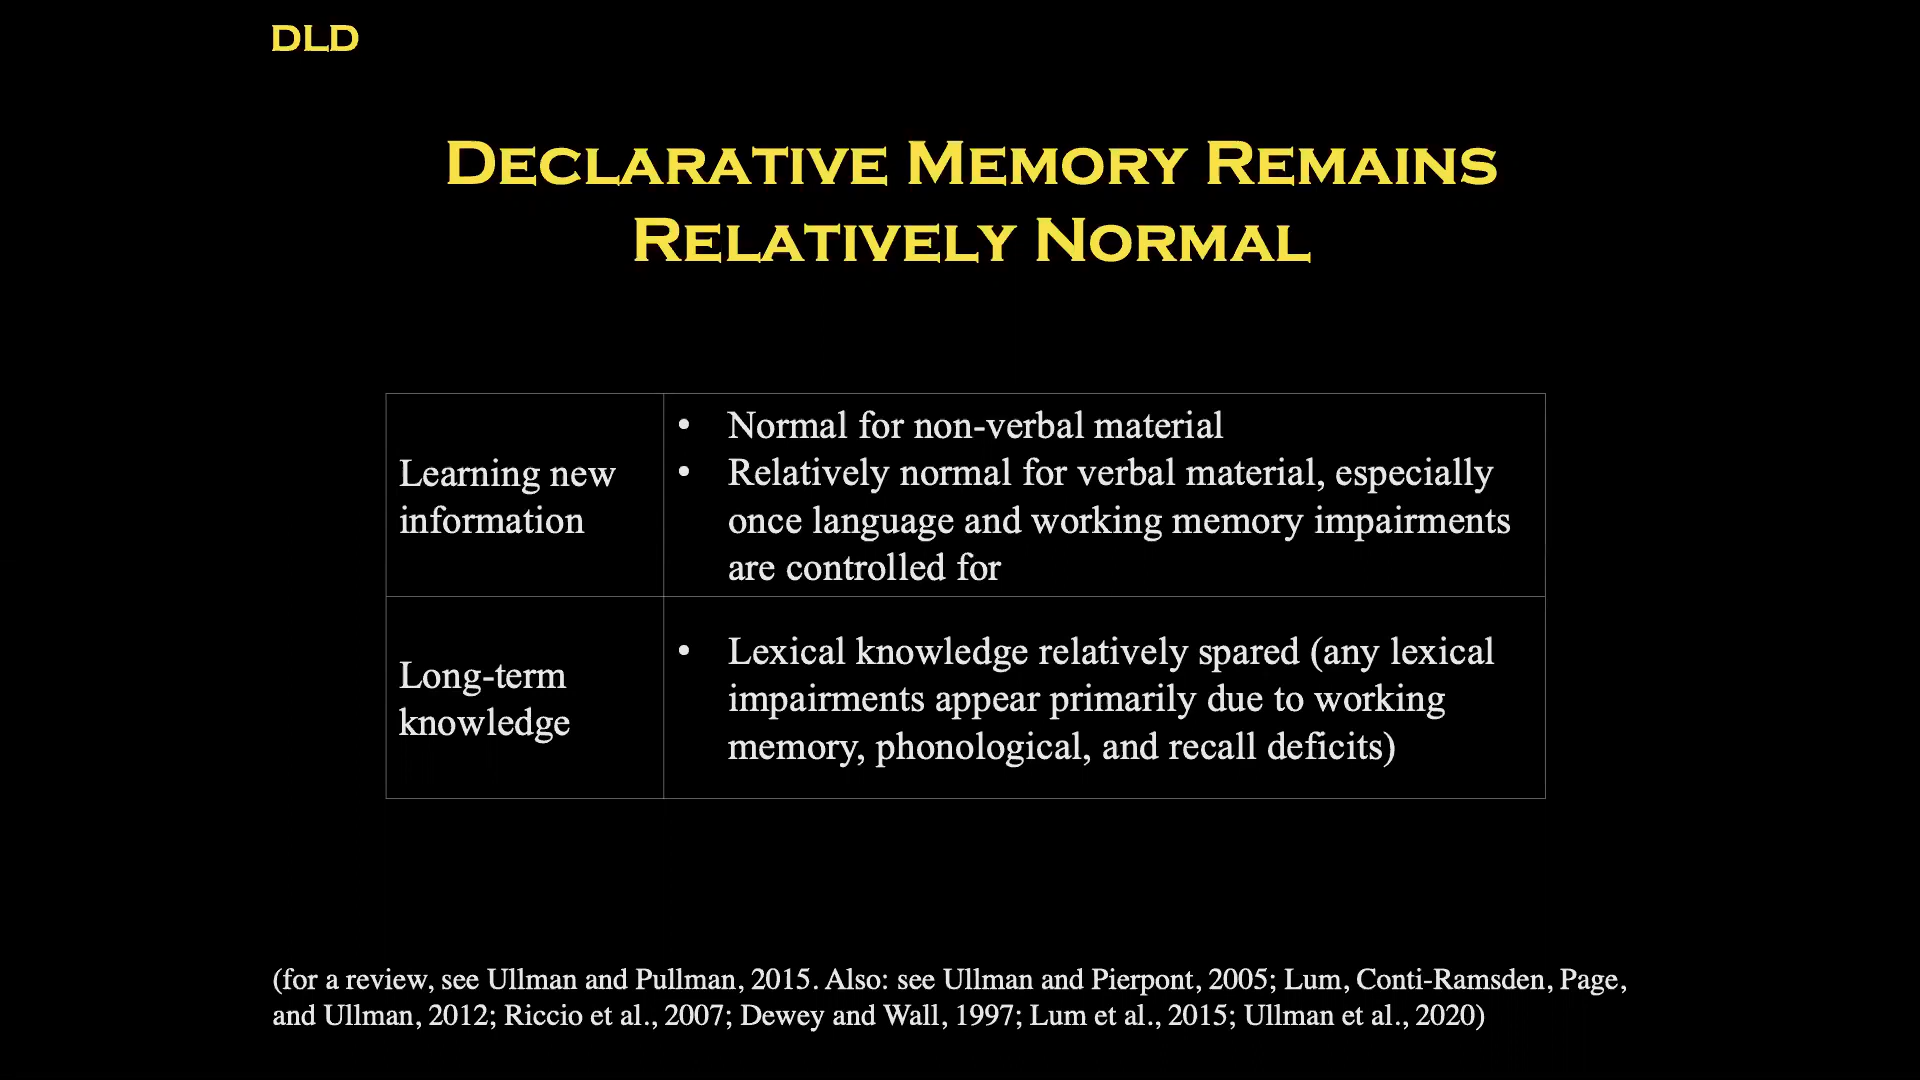 DLD
Declarative Memory Remains
Relatively Normal
Learning new
information
• Normal for non-verbal material
• Relatively normal for verbal material, especially
once language and working memory impairments
are controlled for
Long-term
knowledge
• Lexical knowledge relatively spared (any lexical
impairments appear primarily due to working
memory, phonological, and recall deficits)
(for a review, see Ullman and Pullman, 2015. Also: see Ullman and Pierpont, 2005; Lum, Conti-Ramsden, Page,
and Ullman, 2012; Riccio et al., 2007; Dewey and Wall, 1997; Lum et al., 2015; Ullman et al., 2020)